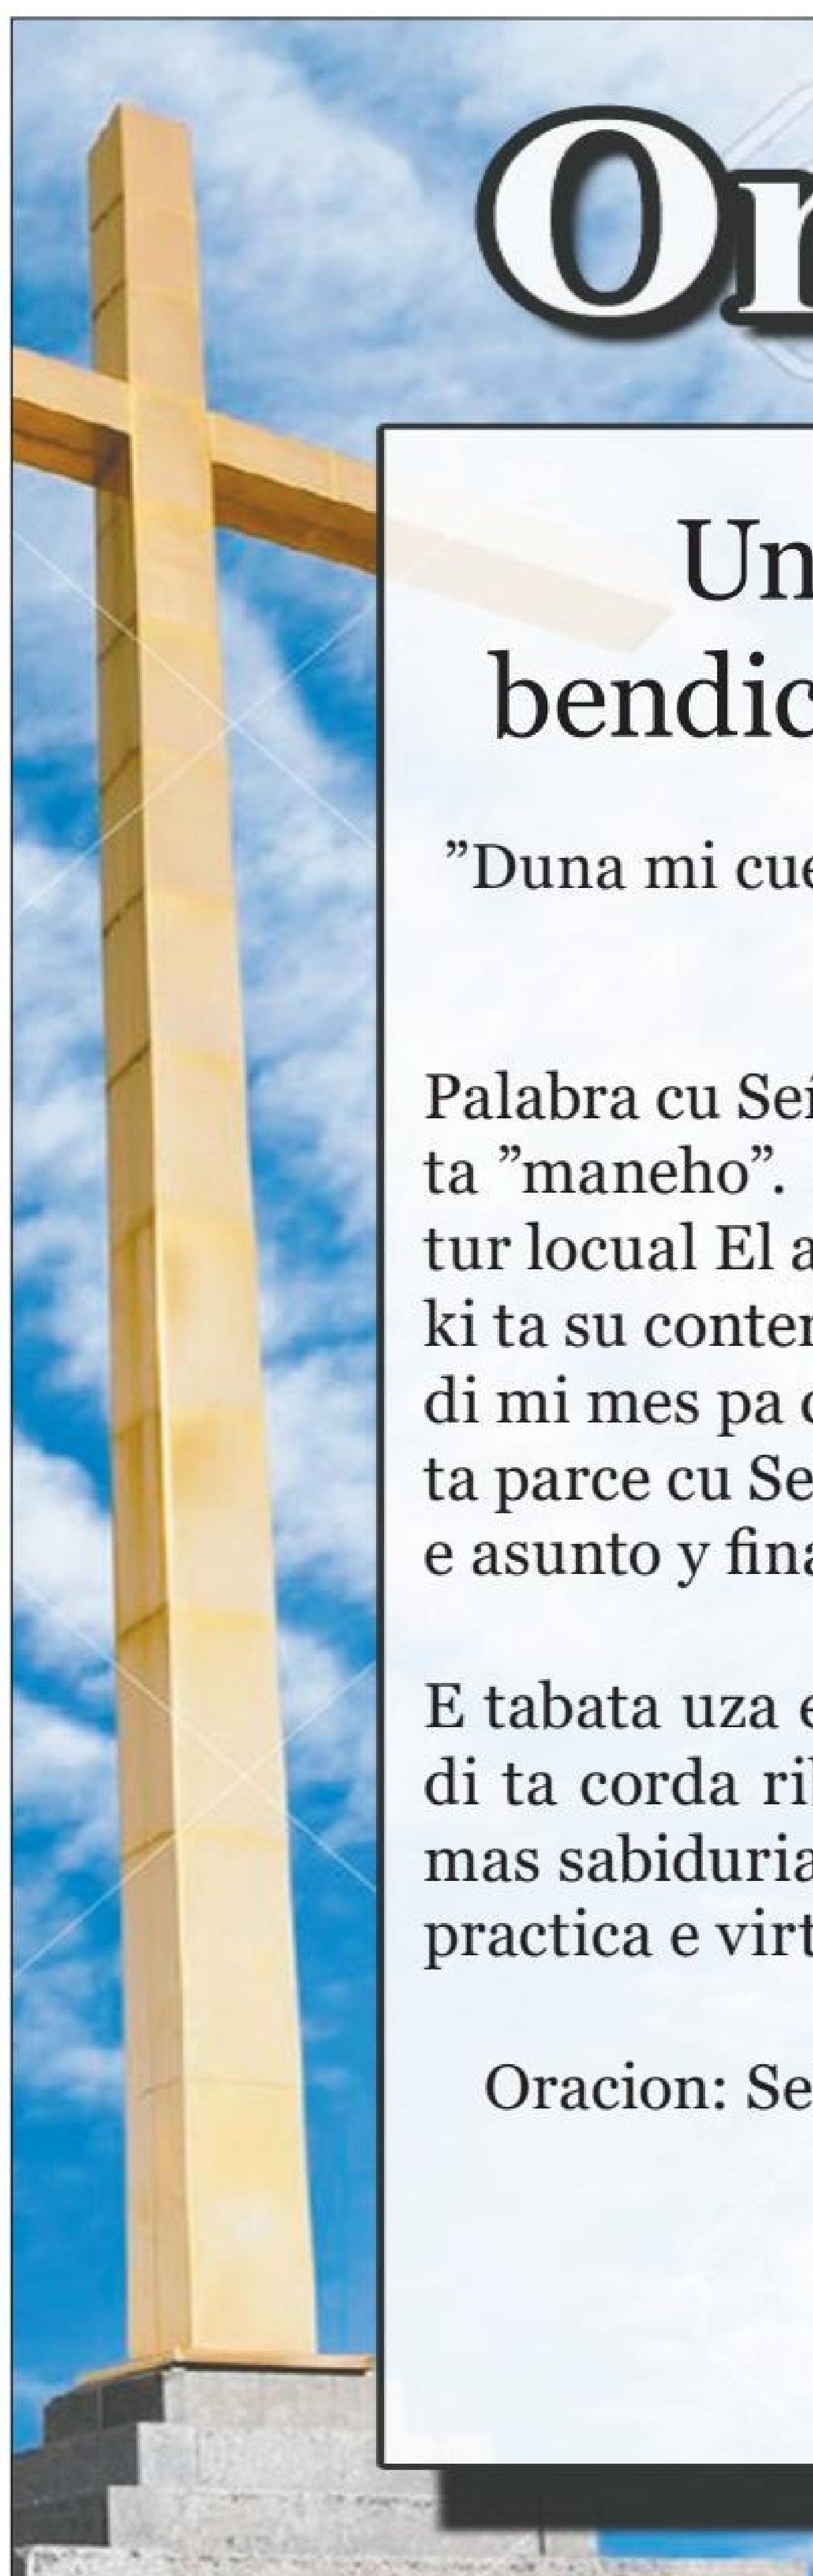 Or
Un
bendic
”Duna mi cue
Palabra cu Señ
ta ”maneho”.
tur locual El a
ki ta su conten
di mi mes pa
ta parce cu Se
e asunto y fina
E tabata uza e
di ta corda rib
mas sabiduria
practica e virt
Oracion: Se